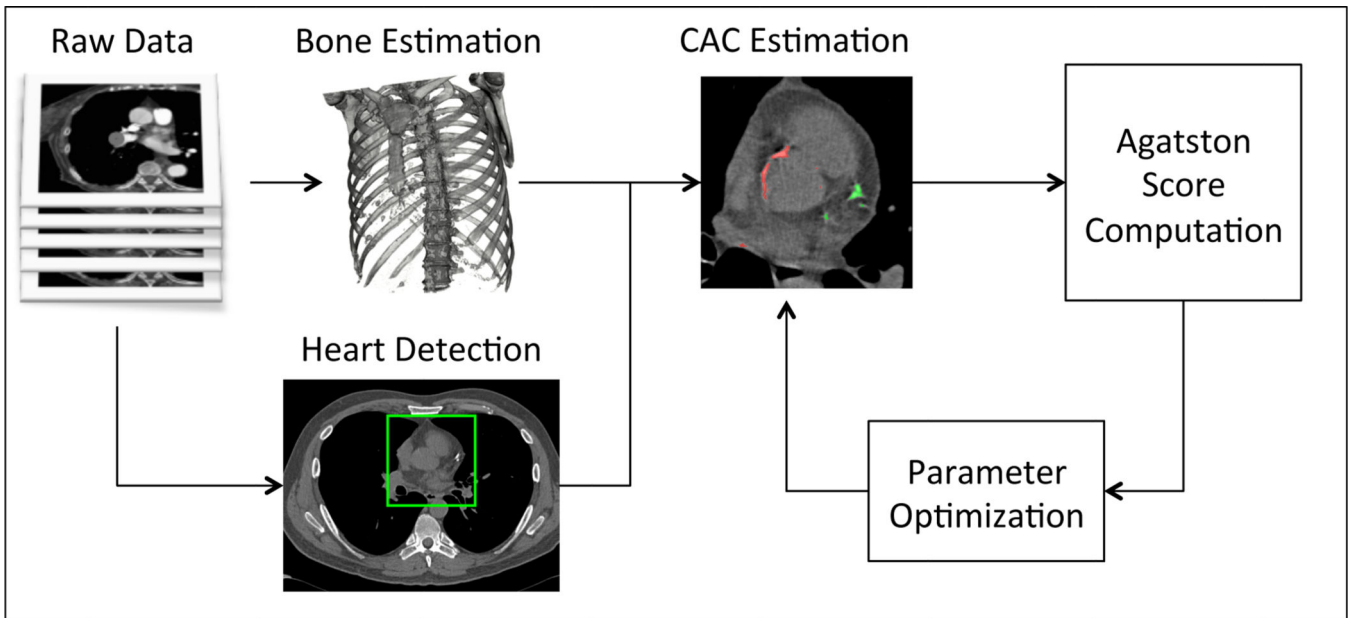 Raw Data
Bone Estimation
CAC Estimation
Agatston
Score
Computation
Heart Detection
Parameter
Optimization